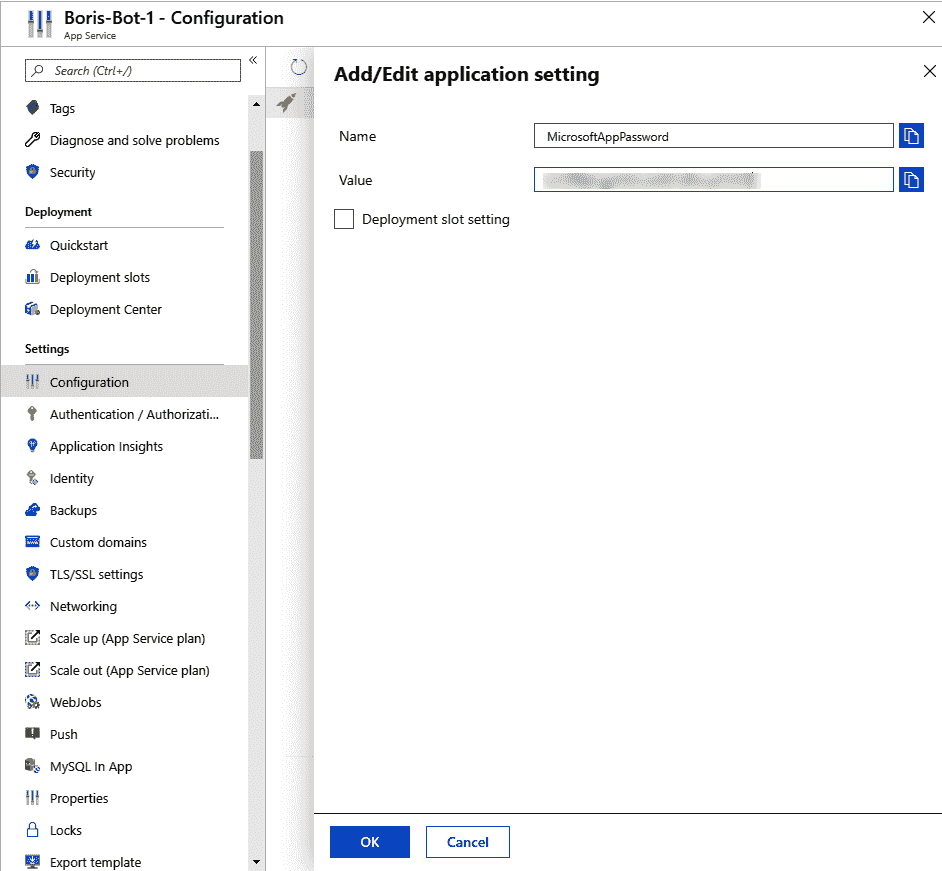 Boris-Bot-1 - Configuration
App Service
Search (Ctrl+/)
«
Tags
Diagnose and solve problems
Security
Deployment
Quickstart
Deployment slots
Deployment Center
Settings
Configuration
Authentication / Authorizati...
Application Insights
Identity
Backups
Custom domains
TLS/SSL settings
Networking
Scale up (App Service plan)
Scale out (App Service plan)
WebJobs
Push
MySQL In App
Properties
Locks
Export template
Add/Edit application setting
Name
MicrosoftAppPassword
Value
Deployment slot setting
OK
Cancel